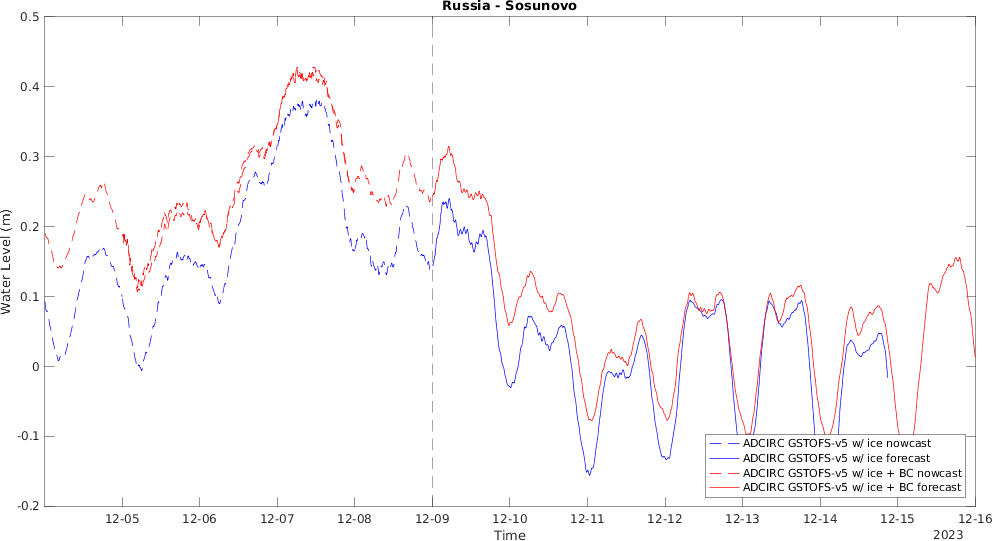 Russia - Sosunovo
0.5
0.4
0.3
0.2
0.1
0
-0.1
-0.2
Water Level (m)
ADCIRC GSTOFS-v5 w/ ice nowcast
ADCIRC GSTOFS-v5 w/ ice forecast
ADCIRC GSTOFS-v5 w/ ice + BC nowcast
ADCIRC GSTOFS-v5 w/ ice + BC forecast
12-05 12-06 12-07 12-08 12-09 12-10 12-11 12-12 12-13 12-14 12-15 12-16
Time
2023